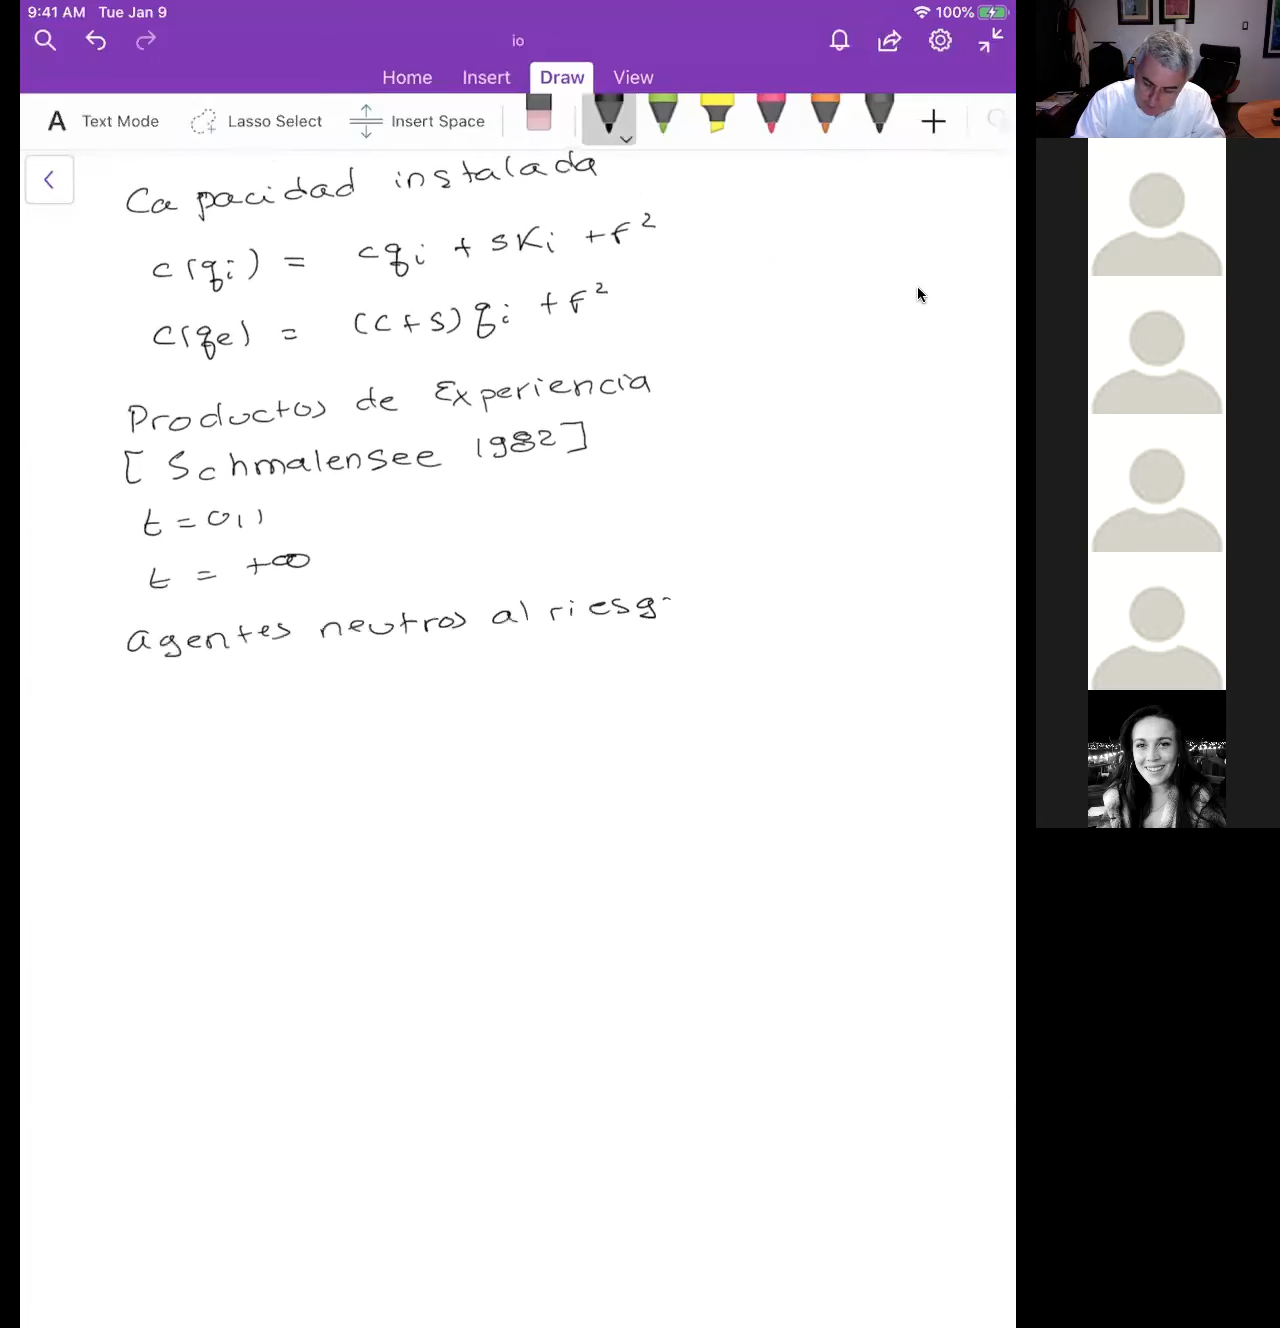 9:41 AM Tue Jan 9
100%
io
Home Insert Draw View
A Text Mode Lasso Select Insert Space
Capacidad instalada
c(qi) = cqi + sKi + F²
c(qe) = (c+s) qi + F²
Productos de Experiencia
[Schmalensee 1982]
t = 0,1
t = +∞
agentes neutros al riesg